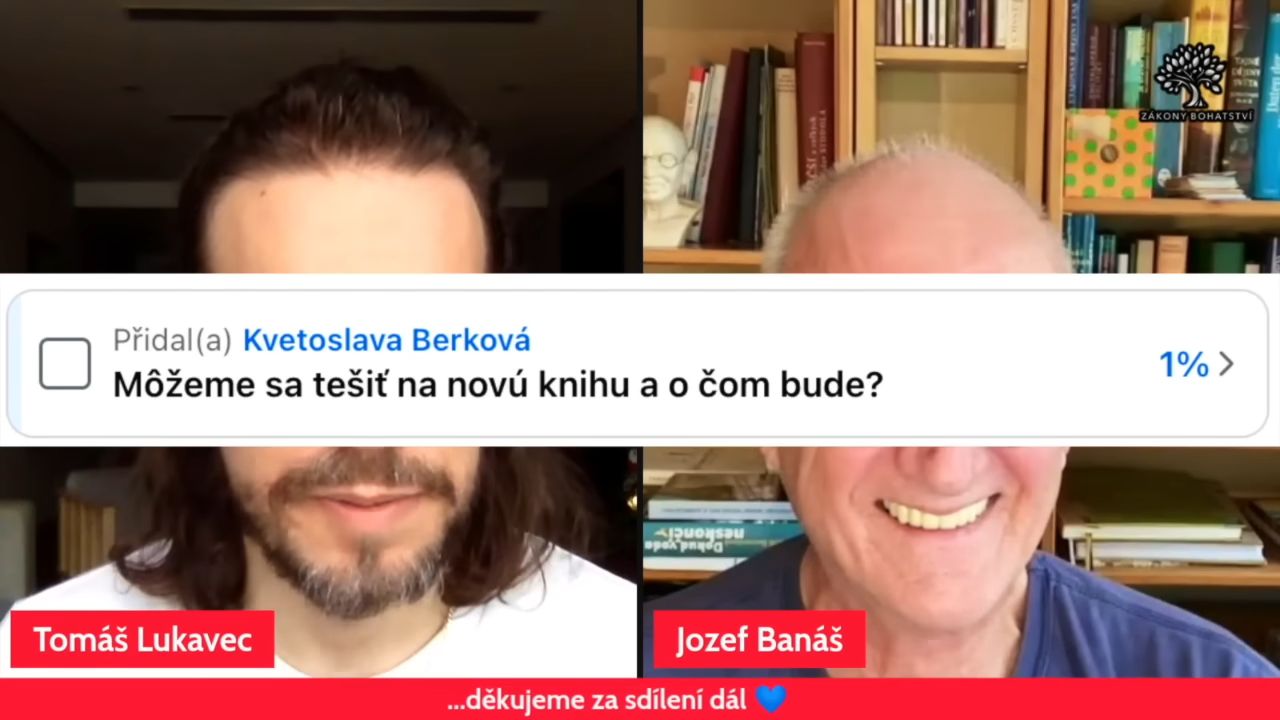 ZÁKONY BOHATSTVÍ
Přidal(a) Kvetoslava Berková
Môžeme sa tešiť na novú knihu a o čom bude?
1%
Tomáš Lukavec
Jozef Banáš
...děkujeme za sdílení dál 💙